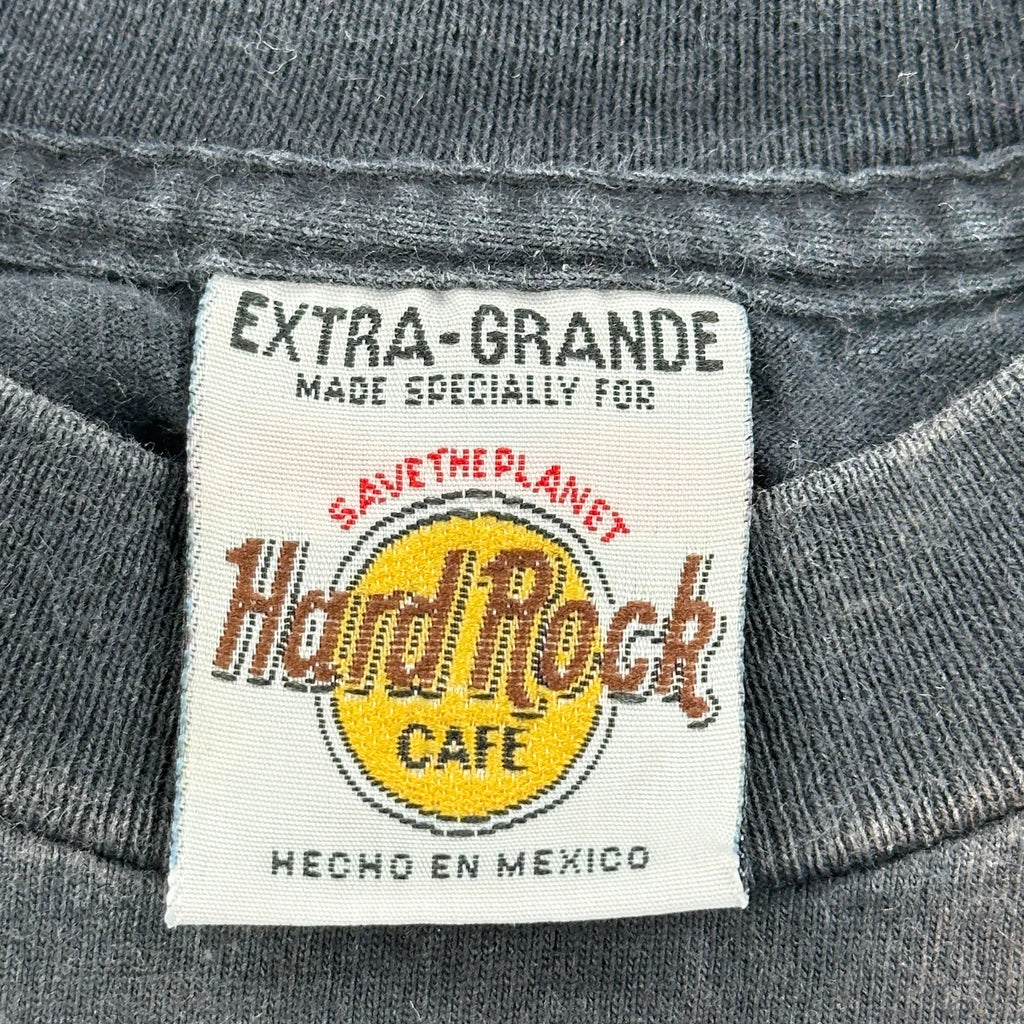 EXTRA-GRANDE
MADE SPECIALLY FOR
SAVE THE PLANET
Hard Rock
CAFE
HECHO EN MEXICO